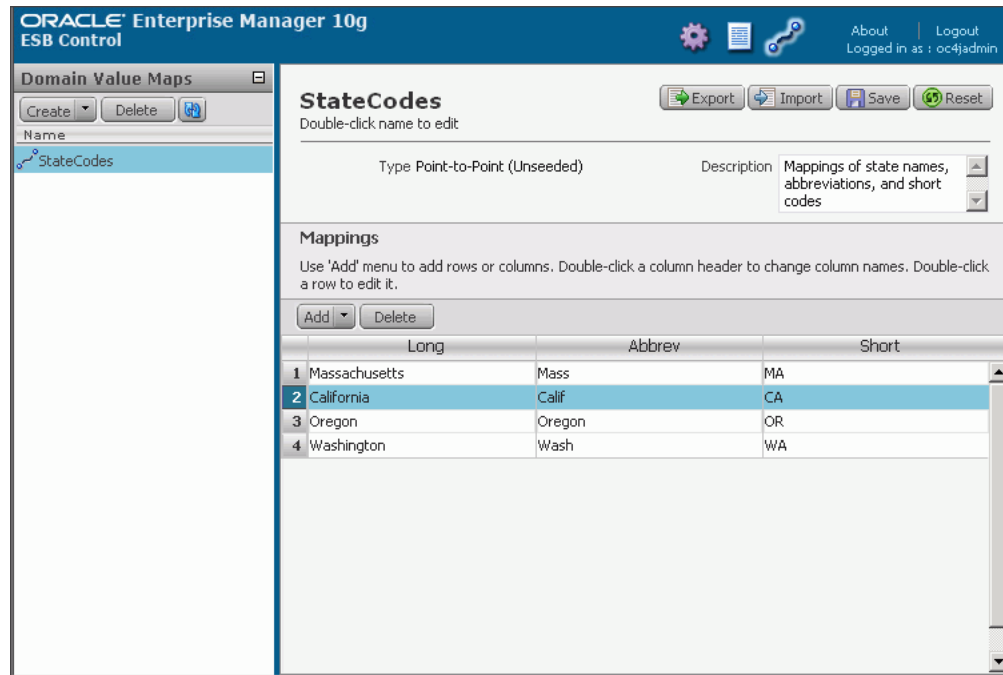 ORACLE Enterprise Manager 10g
ESB Control
About | Logout
Logged in as : oc4jadmin
Domain Value Maps
Create Delete
Name
StateCodes
StateCodes
Double-click name to edit
Export Import Save Reset
Type Point-to-Point (Unseeded)
Description Mappings of state names,
abbreviations, and short
codes
Mappings
Use 'Add' menu to add rows or columns. Double-click a column header to change column names. Double-click
a row to edit it.
Add Delete
Long Abbrev Short
1 Massachusetts Mass MA
2 California Calif CA
3 Oregon Oregon OR
4 Washington Wash WA